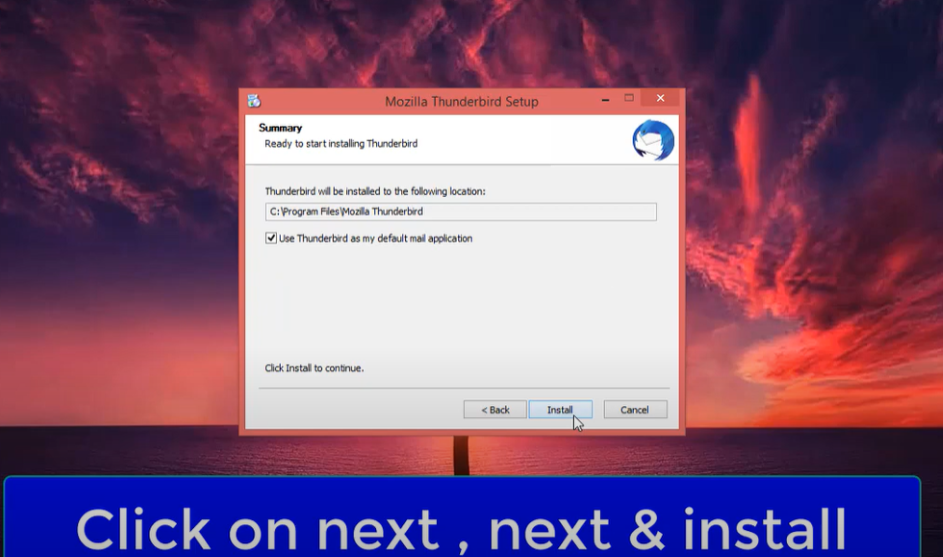 Mozilla Thunderbird Setup
Summary
Ready to start installing Thunderbird
Thunderbird will be installed to the following location:
C:\Program Files\Mozilla Thunderbird
Use Thunderbird as my default mail application
Click Install to continue.
< Back Install Cancel
Click on next , next & install